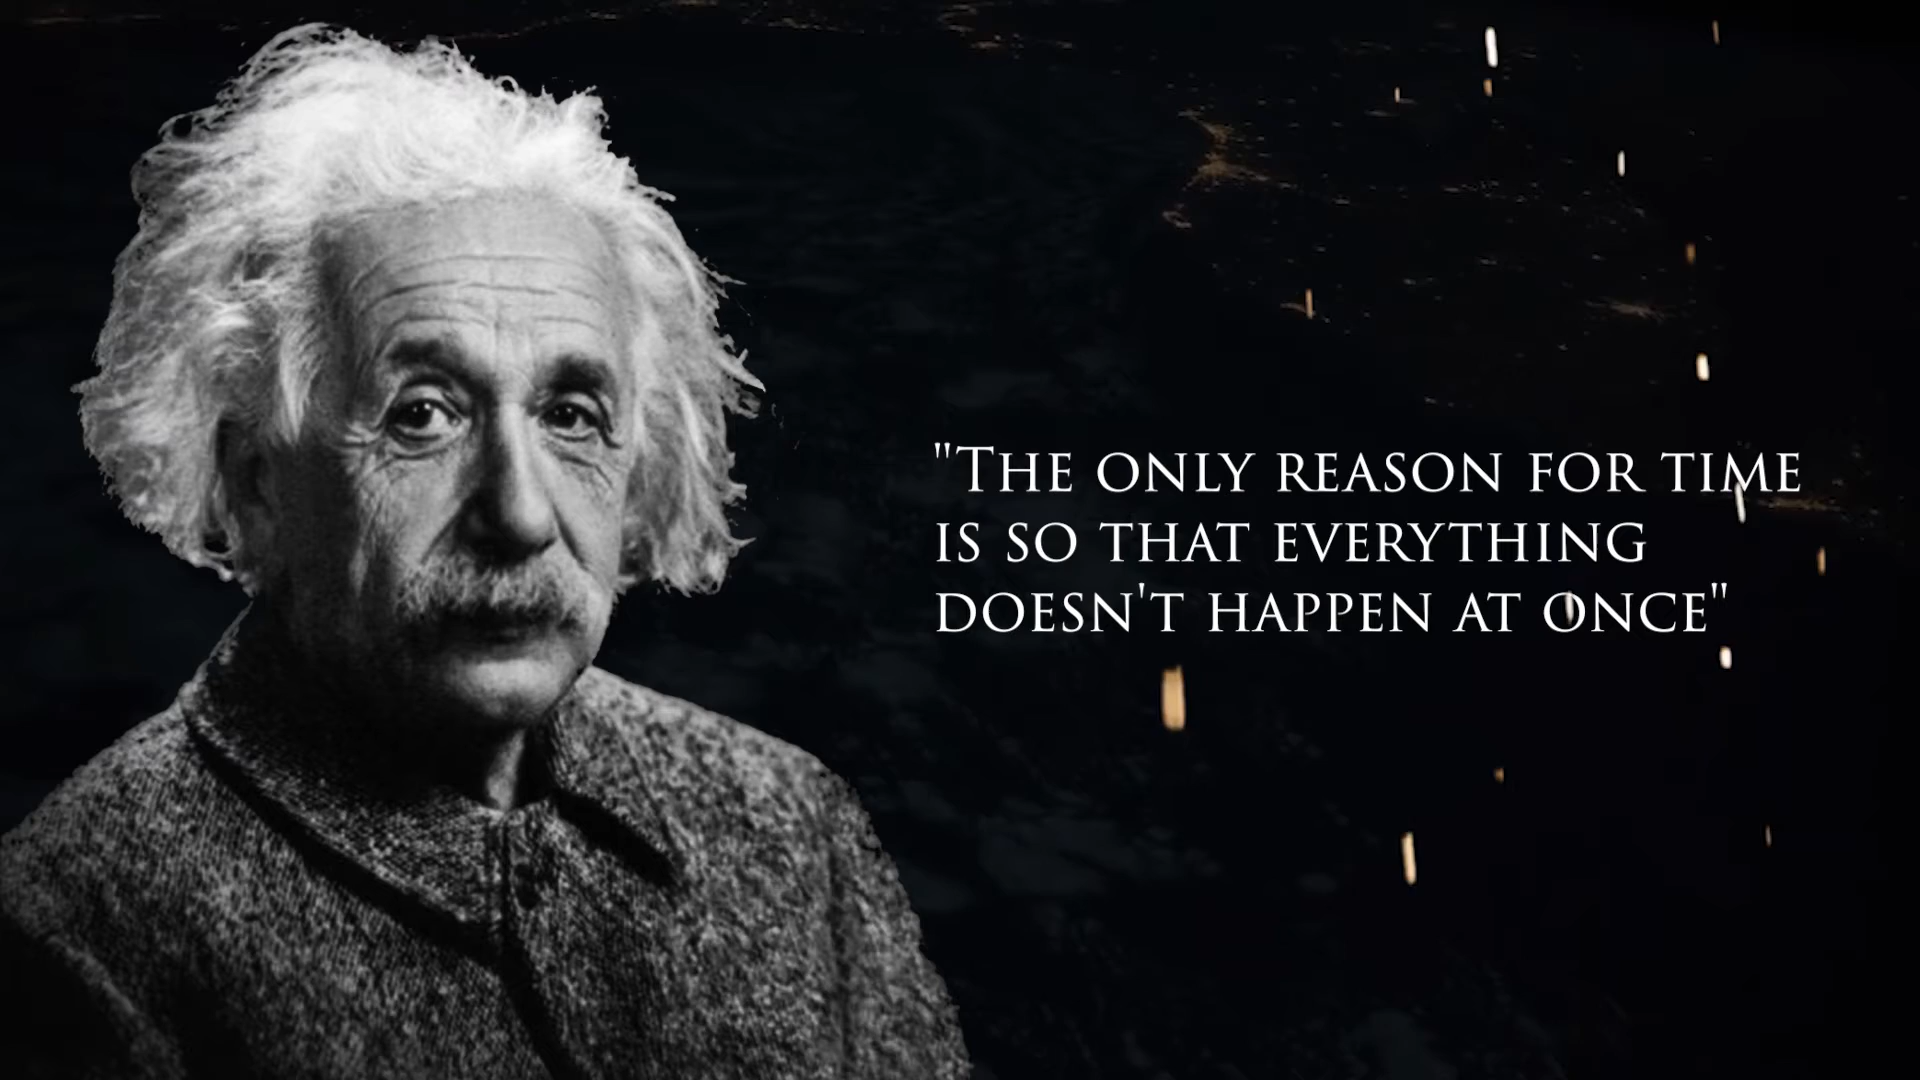 "The only reason for time
is so that everything
doesn't happen at once"